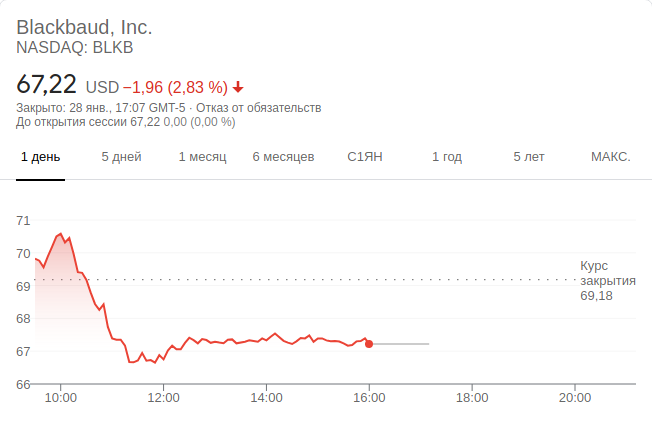 Blackbaud, Inc.
NASDAQ: BLKB
67,22 USD −1,96 (2,83 %)
Закрыто: 28 янв., 17:07 GMT-5 · Отказ от обязательств
До открытия сессии 67,22 0,00 (0,00 %)
1 день 5 дней 1 месяц 6 месяцев С1ЯН 1 год 5 лет МАКС.
71
70
69
68
67
66
Курс
закрытия
69,18
10:00 12:00 14:00 16:00 18:00 20:00